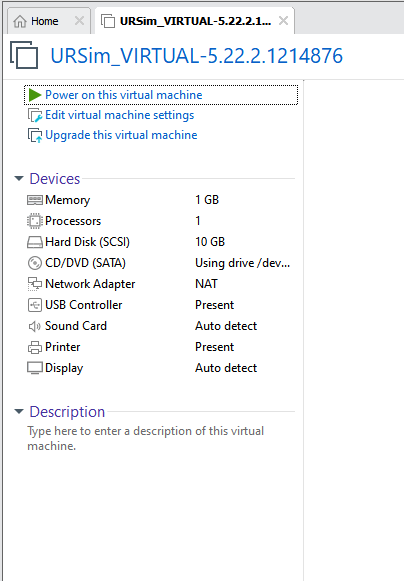 Home
URSim_VIRTUAL-5.22.2.1...
URSim_VIRTUAL-5.22.2.1214876
Power on this virtual machine
Edit virtual machine settings
Upgrade this virtual machine
Devices
Memory 1 GB
Processors 1
Hard Disk (SCSI) 10 GB
CD/DVD (SATA) Using drive /dev...
Network Adapter NAT
USB Controller Present
Sound Card Auto detect
Printer Present
Display Auto detect
Description
Type here to enter a description of this virtual
machine.